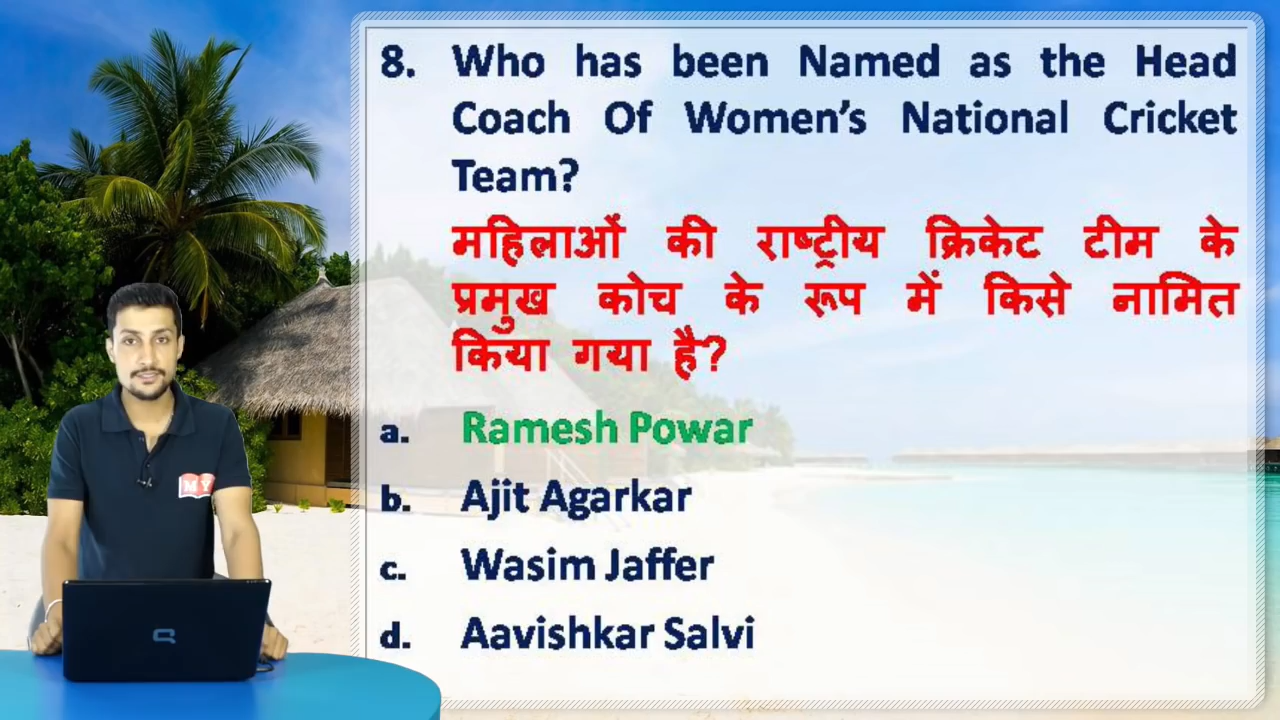 8. Who has been Named as the Head
Coach Of Women's National Cricket
Team?
महिलाओं की राष्ट्रीय क्रिकेट टीम के
प्रमुख कोच के रूप में किसे नामित
किया गया है?
a. Ramesh Powar
b. Ajit Agarkar
c. Wasim Jaffer
d. Aavishkar Salvi
MY